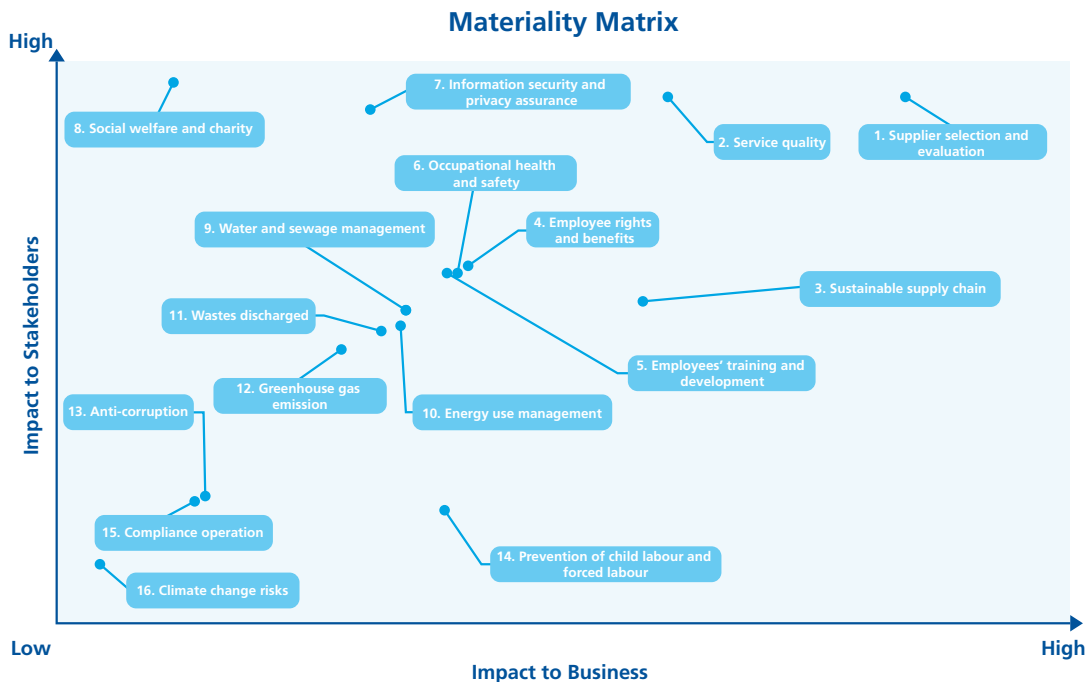 Materiality Matrix
High
7. Information security and
privacy assurance
8. Social welfare and charity
2. Service quality
1. Supplier selection and
evaluation
6. Occupational health
and safety
9. Water and sewage management
4. Employee rights
and benefits
3. Sustainable supply chain
11. Wastes discharged
Impact to Stakeholders
5. Employees’ training and
development
12. Greenhouse gas
emission
13. Anti-corruption
10. Energy use management
15. Compliance operation
14. Prevention of child labour and
forced labour
16. Climate change risks
Low
High
Impact to Business